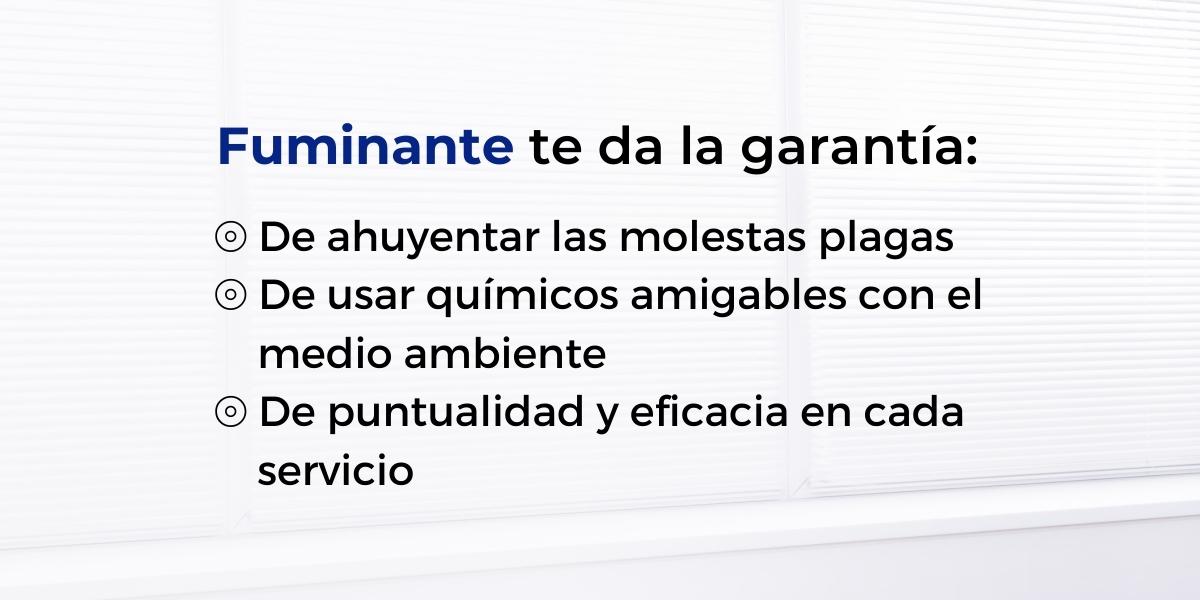 Fuminante te da la garantía:
◎ De ahuyentar las molestas plagas
◎ De usar químicos amigables con el
medio ambiente
◎ De puntualidad y eficacia en cada
servicio